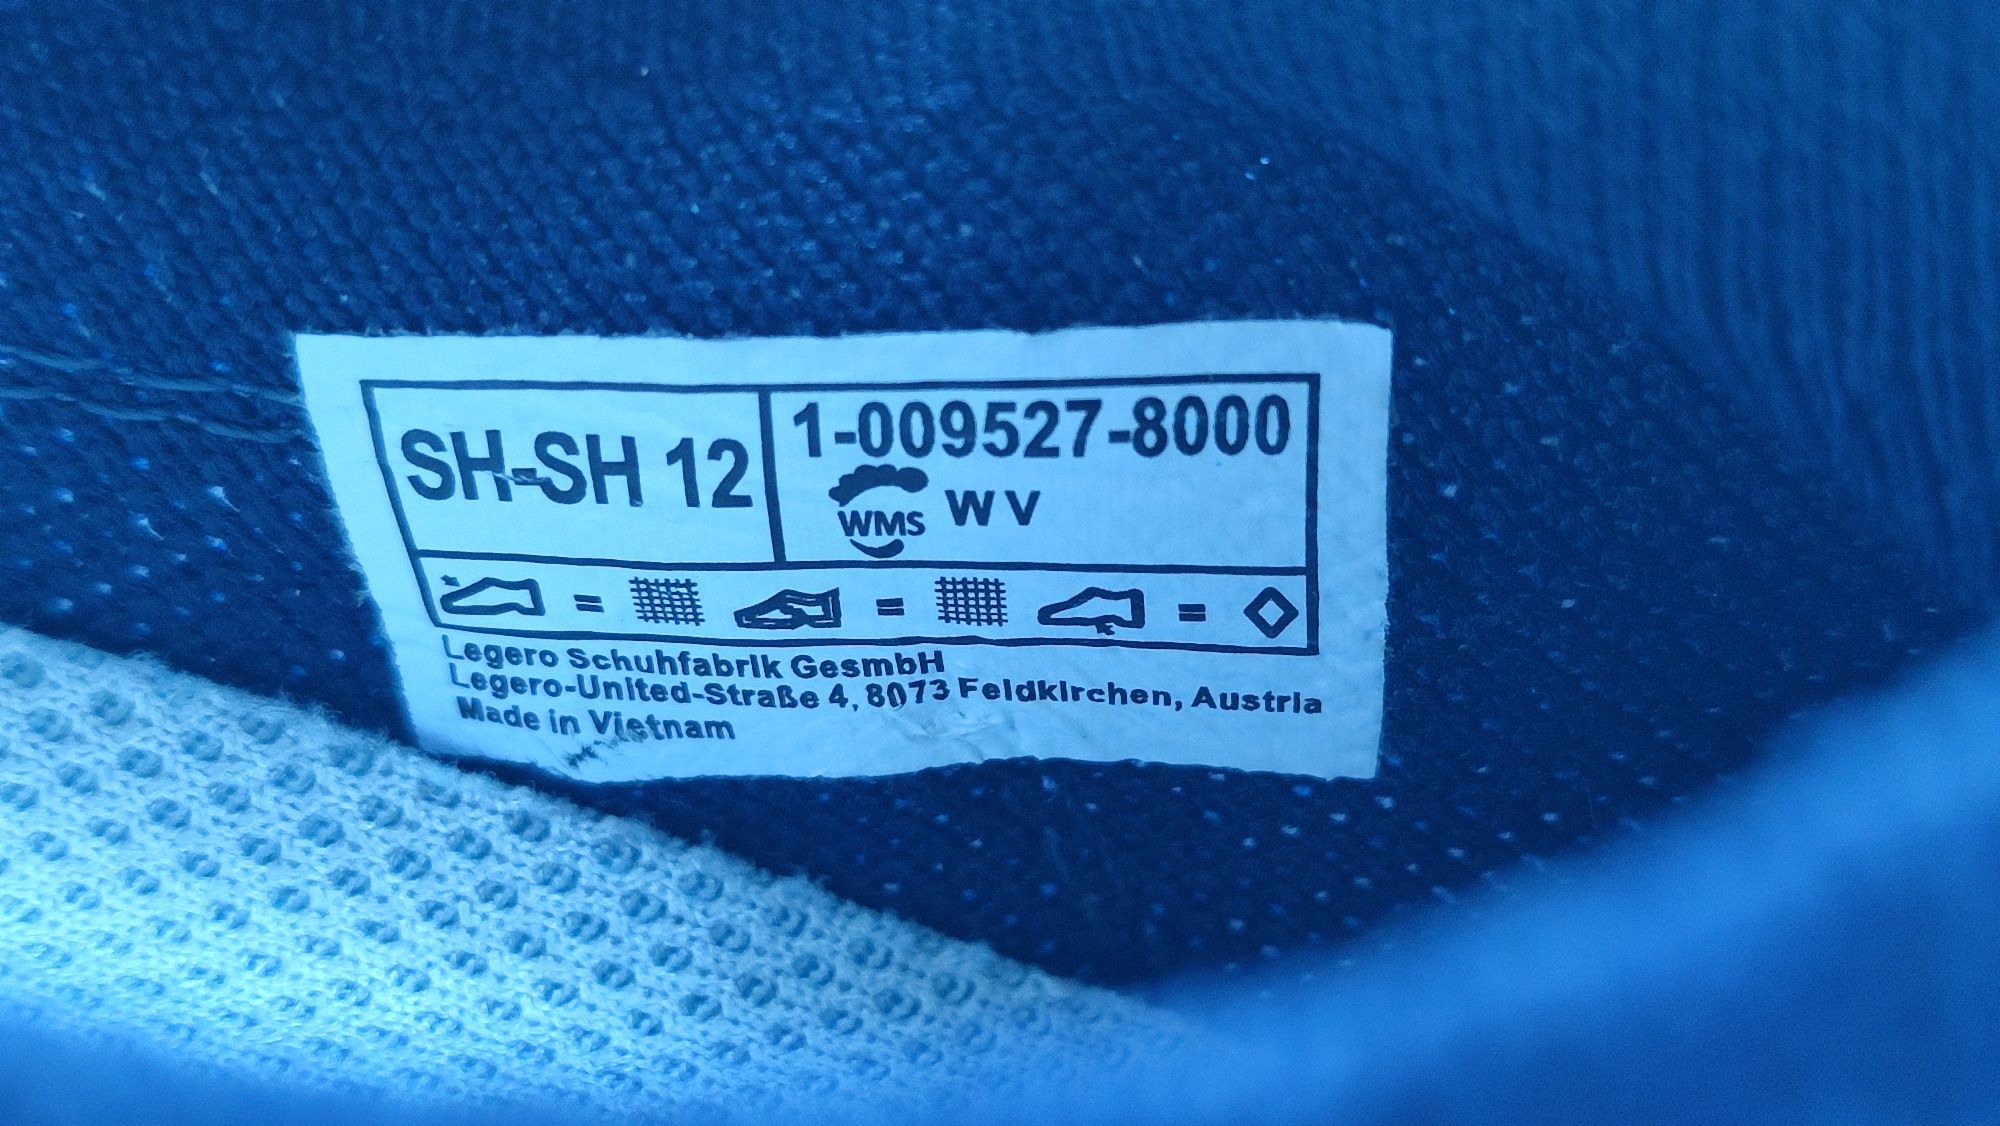 SH-SH 12
1-009527-8000
WMS W V
= = =
Legero Schuhfabrik GesmbH
Legero-United-Straße 4, 8073 Feldkirchen, Austria
Made in Vietnam